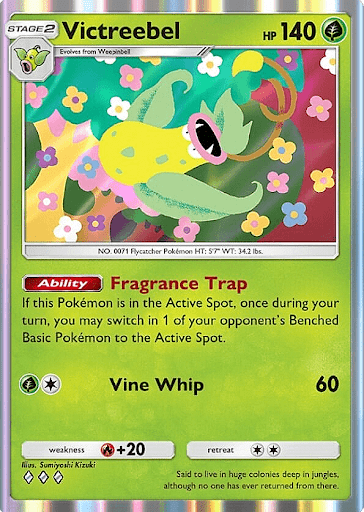 STAGE 2 Victreebel HP 140
Evolves from Weepinbell
NO. 0071 Flycatcher Pokémon HT: 5'7" WT: 34.2 lbs.
Ability Fragrance Trap
If this Pokémon is in the Active Spot, once during your
turn, you may switch in 1 of your opponent's Benched
Basic Pokémon to the Active Spot.
Vine Whip 60
weakness +20 retreat
Illus. Sumiyoshi Kizuki
Said to live in huge colonies deep in jungles,
although no one has ever returned from there.